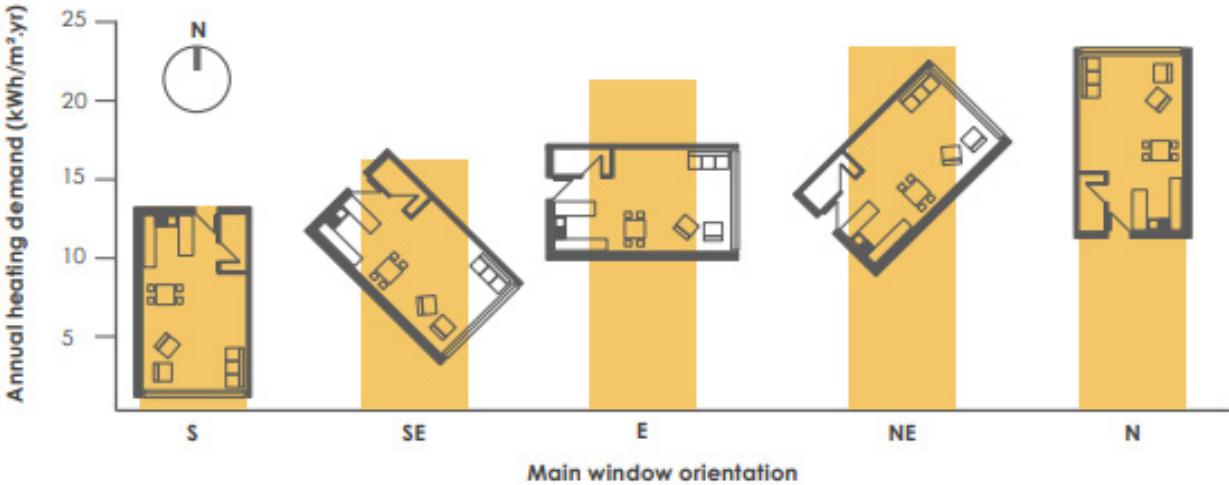 Annual heating demand (kWh/m².yr)
25
20
15
10
5
N
S
SE
E
NE
N
Main window orientation